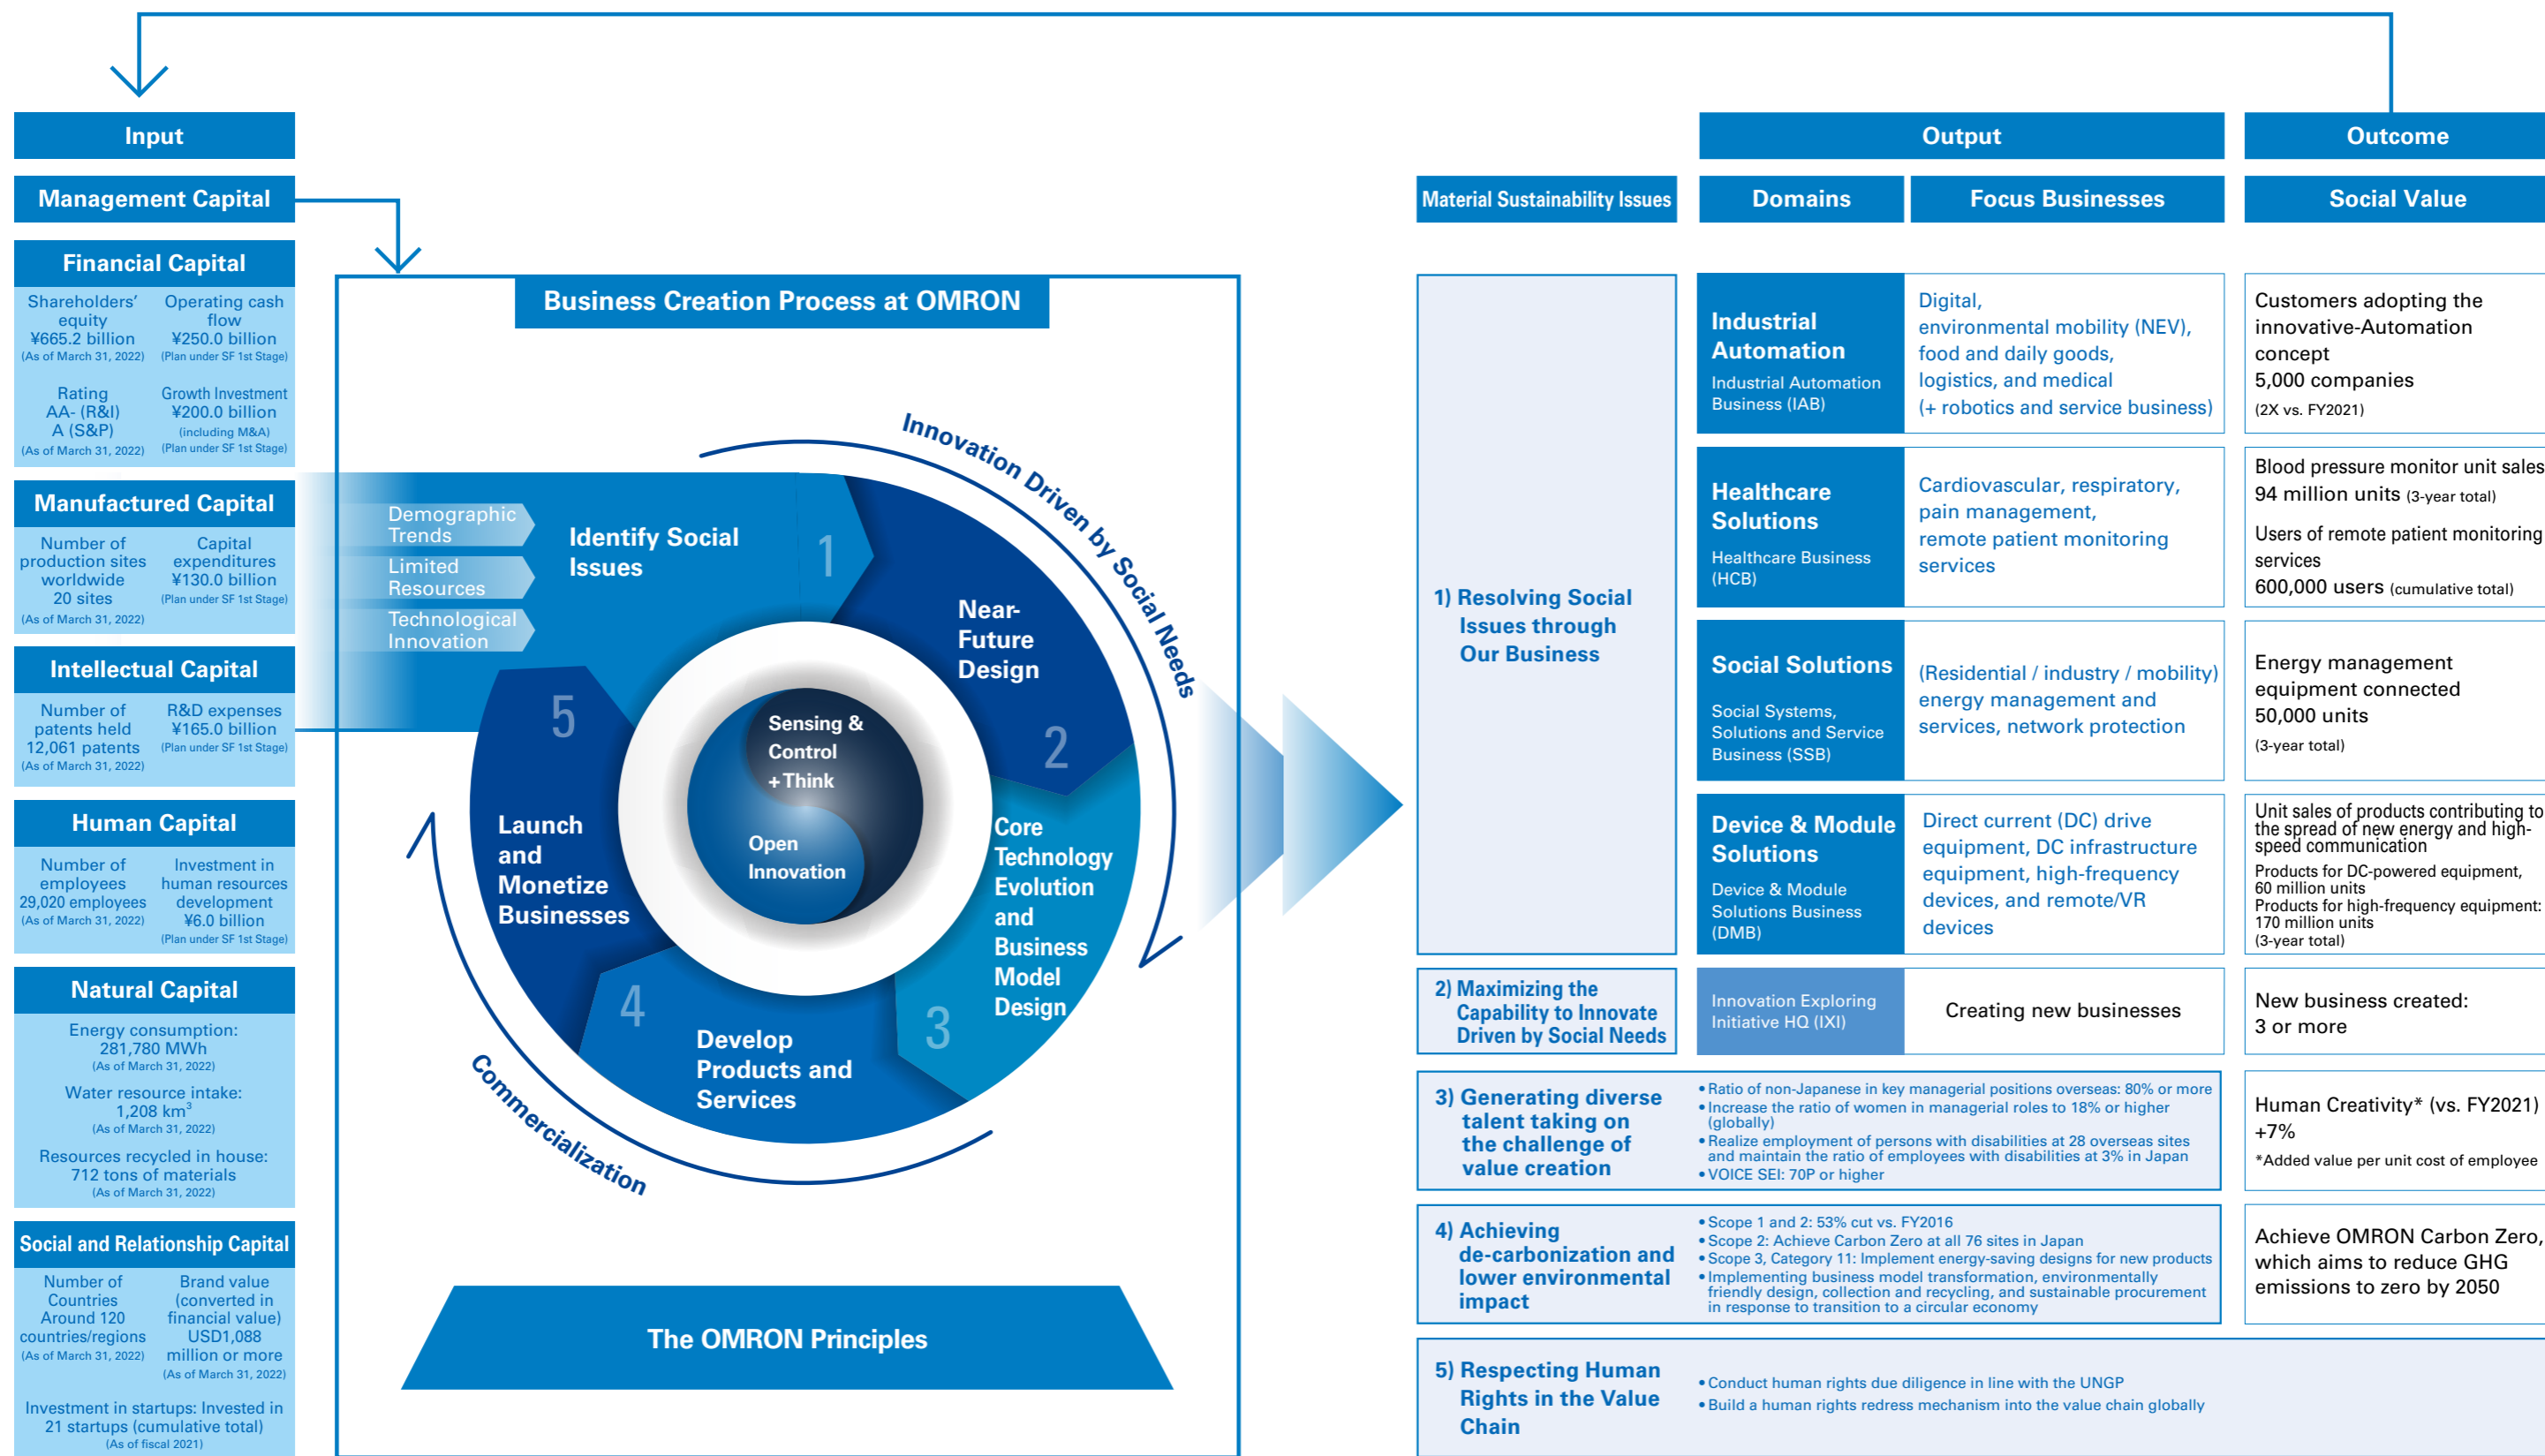 Input
Management Capital
Financial Capital
Shareholders’
equity
¥665.2 billion
(As of March 31, 2022)
Operating cash
flow
¥250.0 billion
(Plan under SF 1st Stage)
Rating
AA- (R&I)
A (S&P)
(As of March 31, 2022)
Growth Investment
¥200.0 billion
(including M&A)
(Plan under SF 1st Stage)
Manufactured Capital
Number of
production sites
worldwide
20 sites
(As of March 31, 2022)
Capital
expenditures
¥130.0 billion
(Plan under SF 1st Stage)
Intellectual Capital
Number of
patents held
12,061 patents
(As of March 31, 2022)
R&D expenses
¥165.0 billion
(Plan under SF 1st Stage)
Human Capital
Number of
employees
29,020 employees
(As of March 31, 2022)
Investment in
human resources
development
¥6.0 billion
(Plan under SF 1st Stage)
Natural Capital
Energy consumption:
281,780 MWh
(As of March 31, 2022)
Water resource intake:
1,208 km³
(As of March 31, 2022)
Resources recycled in house:
712 tons of materials
(As of March 31, 2022)
Social and Relationship Capital
Number of
Countries
Around 120
countries/regions
(As of March 31, 2022)
Brand value
(converted in
financial value)
USD1,088
million or more
(As of March 31, 2022)
Investment in startups: Invested in
21 startups (cumulative total)
(As of fiscal 2021)
Business Creation Process at OMRON
Innovation Driven by Social Needs
Demographic
Trends
Limited
Resources
Technological
Innovation
Identify Social
Issues
1
Near-
Future
Design
2
Core
Technology
Evolution
and
Business
Model
Design
3
Develop
Products and
Services
4
Launch
and
Monetize
Businesses
5
Sensing &
Control
+ Think
Open
Innovation
Commercialization
The OMRON Principles
Output
Outcome
Material Sustainability Issues
Domains
Focus Businesses
Social Value
1) Resolving Social
Issues through
Our Business
Industrial
Automation
Industrial Automation
Business (IAB)
Digital,
environmental mobility (NEV),
food and daily goods,
logistics, and medical
(+ robotics and service business)
Customers adopting the
innovative-Automation
concept
5,000 companies
(2X vs. FY2021)
Healthcare
Solutions
Healthcare Business
(HCB)
Cardiovascular, respiratory,
pain management,
remote patient monitoring
services
Blood pressure monitor unit sales
94 million units (3-year total)
Users of remote patient monitoring
services
600,000 users (cumulative total)
Social Solutions
Social Systems,
Solutions and Service
Business (SSB)
(Residential / industry / mobility)
energy management and
services, network protection
Energy management
equipment connected
50,000 units
(3-year total)
Device & Module
Solutions
Device & Module
Solutions Business
(DMB)
Direct current (DC) drive
equipment, DC infrastructure
equipment, high-frequency
devices, and remote/VR
devices
Unit sales of products contributing to
the spread of new energy and high-
speed communication
Products for DC-powered equipment,
60 million units
Products for high-frequency equipment:
170 million units
(3-year total)
2) Maximizing the
Capability to Innovate
Driven by Social Needs
Innovation Exploring
Initiative HQ (IXI)
Creating new businesses
New business created:
3 or more
3) Generating diverse
talent taking on
the challenge of
value creation
• Ratio of non-Japanese in key managerial positions overseas: 80% or more
• Increase the ratio of women in managerial roles to 18% or higher
(globally)
• Realize employment of persons with disabilities at 28 overseas sites
and maintain the ratio of employees with disabilities at 3% in Japan
• VOICE SEI: 70P or higher
Human Creativity* (vs. FY2021)
+7%
*Added value per unit cost of employee
4) Achieving
de-carbonization and
lower environmental
impact
• Scope 1 and 2: 53% cut vs. FY2016
• Scope 2: Achieve Carbon Zero at all 76 sites in Japan
• Scope 3, Category 11: Implement energy-saving designs for new products
• Implementing business model transformation, environmentally
friendly design, collection and recycling, and sustainable procurement
in response to transition to a circular economy
Achieve OMRON Carbon Zero,
which aims to reduce GHG
emissions to zero by 2050
5) Respecting Human
Rights in the Value
Chain
• Conduct human rights due diligence in line with the UNGP
• Build a human rights redress mechanism into the value chain globally